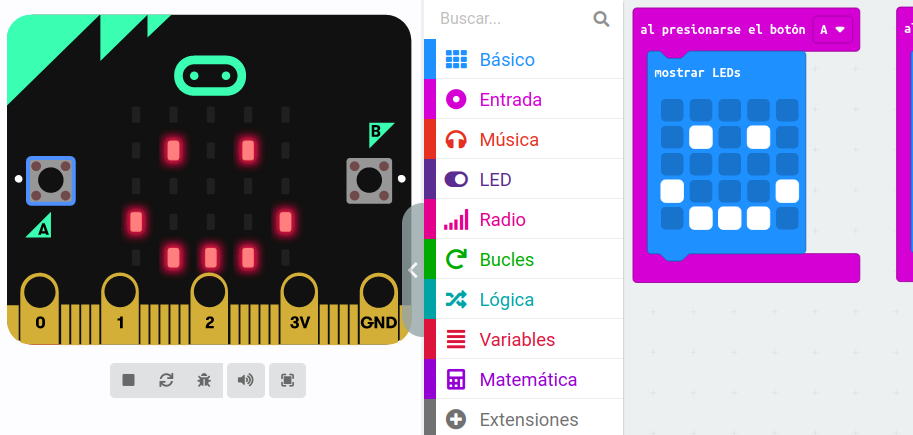 B
A
0 1 2 3V GND
Buscar...
Básico
Entrada
Música
LED
Radio
Bucles
Lógica
Variables
Matemática
Extensiones
al presionarse el botón A
mostrar LEDs